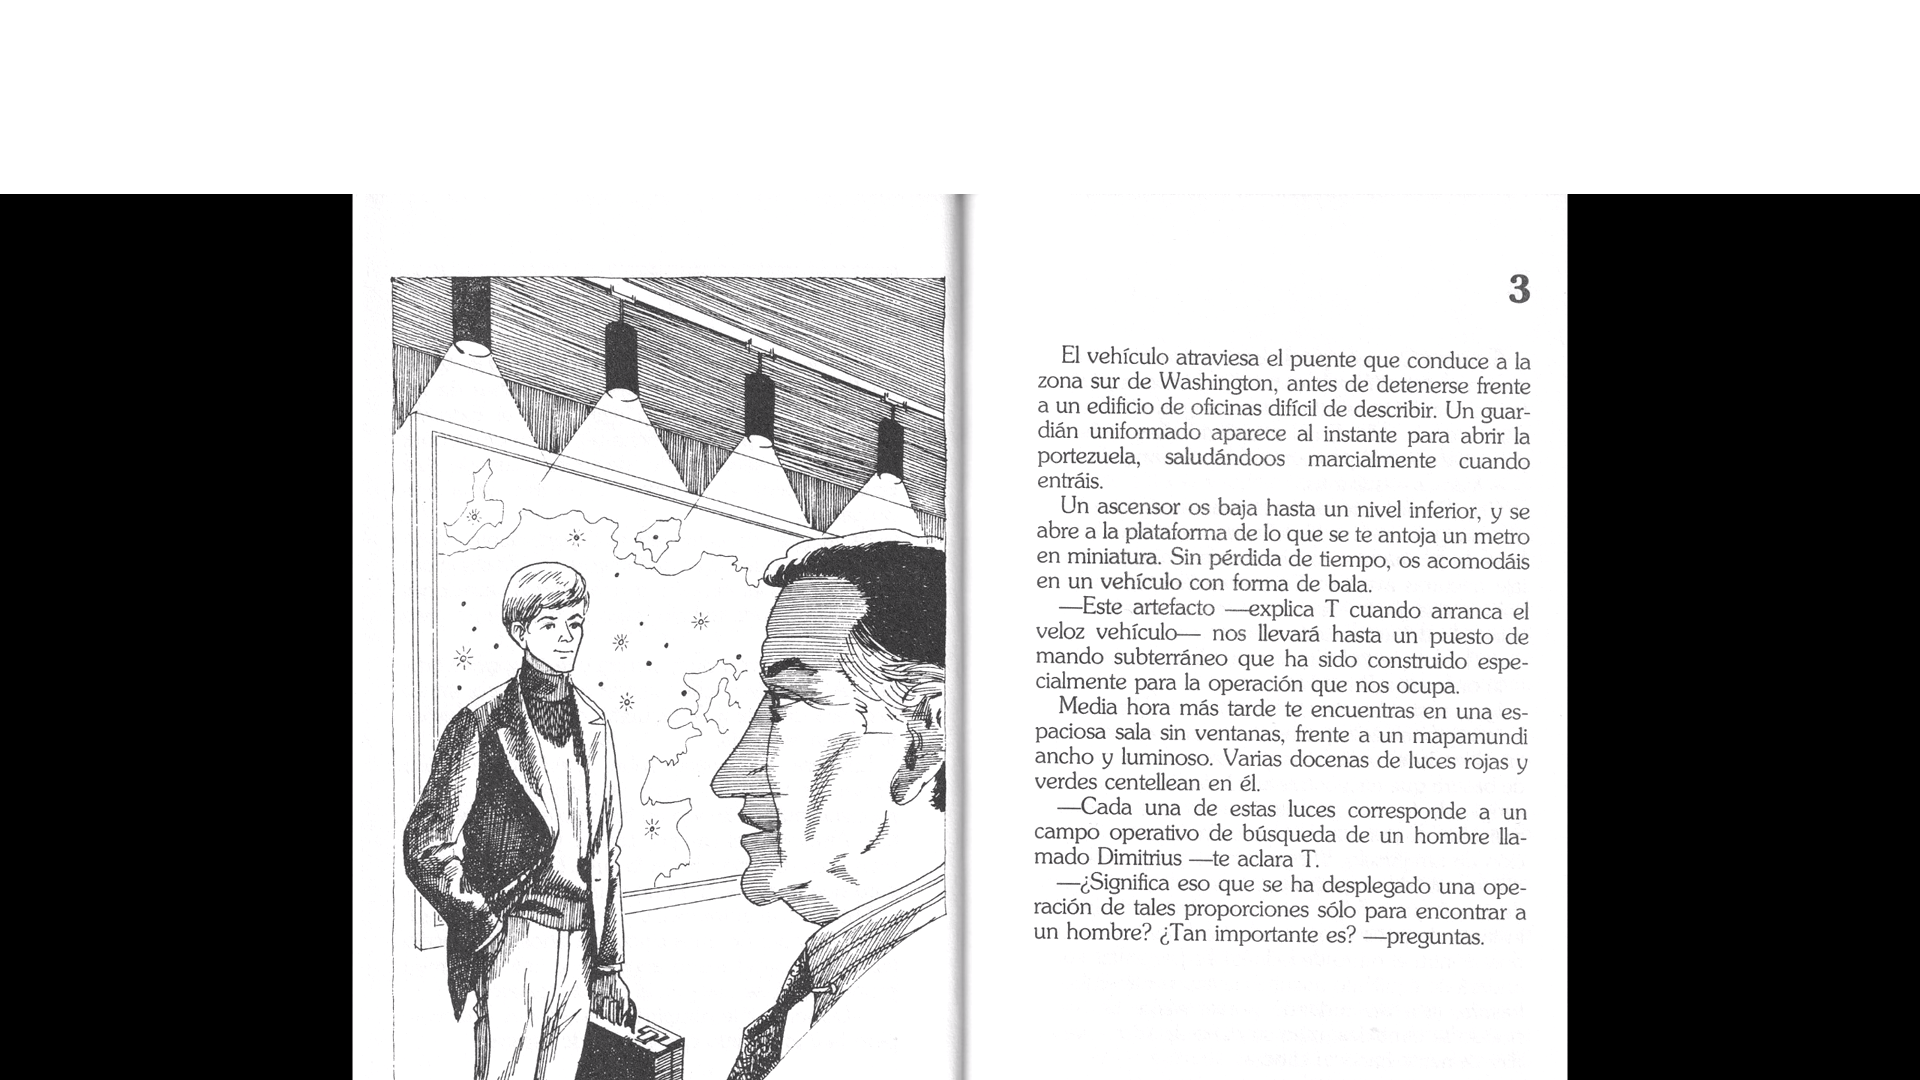 3
El vehículo atraviesa el puente que conduce a la
zona sur de Washington, antes de detenerse frente
a un edificio de oficinas difícil de describir. Un guar-
dián uniformado aparece al instante para abrir la
portezuela, saludándoos marcialmente cuando
entráis.
Un ascensor os baja hasta un nivel inferior, y se
abre a la plataforma de lo que se te antoja un metro
en miniatura. Sin pérdida de tiempo, os acomodáis
en un vehículo con forma de bala.
—Este artefacto —explica T cuando arranca el
veloz vehículo— nos llevará hasta un puesto de
mando subterráneo que ha sido construido espe-
cialmente para la operación que nos ocupa.
Media hora más tarde te encuentras en una es-
paciosa sala sin ventanas, frente a un mapamundi
ancho y luminoso. Varias docenas de luces rojas y
verdes centellean en él.
—Cada una de estas luces corresponde a un
campo operativo de búsqueda de un hombre lla-
mado Dimitrius —te aclara T.
—¿Significa eso que se ha desplegado una ope-
ración de tales proporciones sólo para encontrar a
un hombre? ¿Tan importante es? —preguntas.